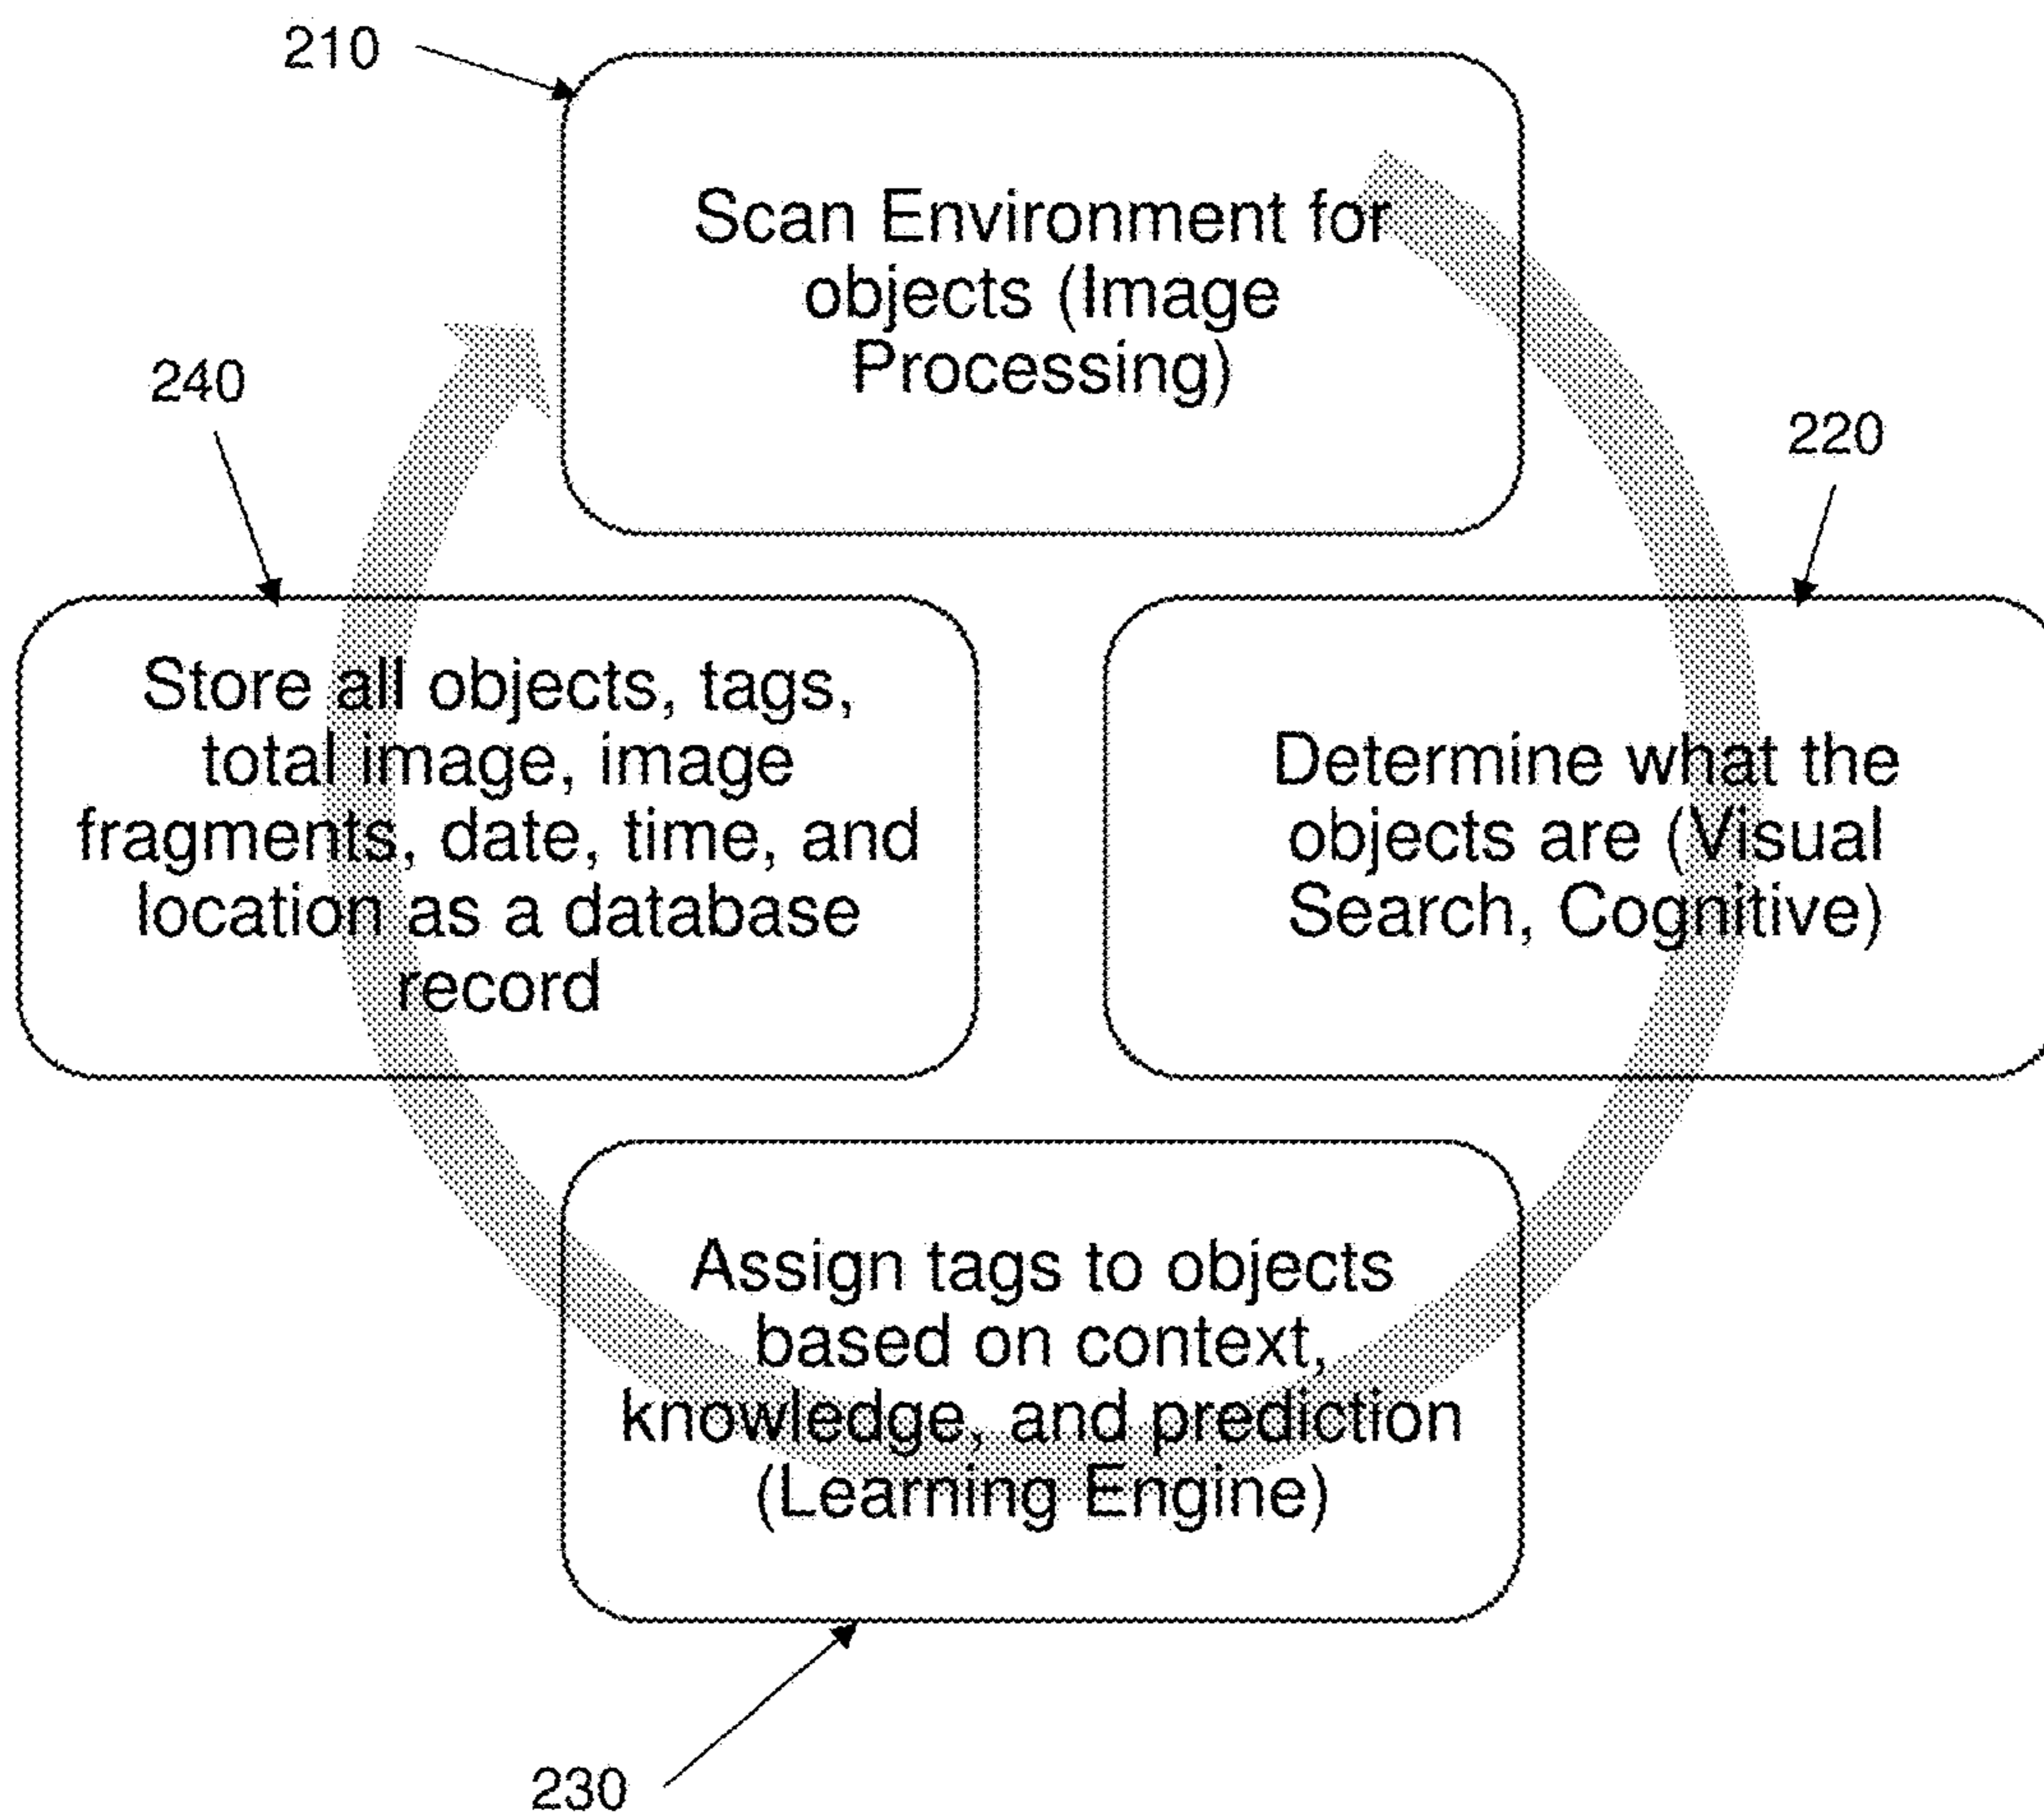 210
Scan Environment for
objects (Image
Processing)
240
220
Store all objects, tags,
total image, image
fragments, date, time, and
location as a database
record
Determine what the
objects are (Visual
Search, Cognitive)
Assign tags to objects
based on context,
knowledge, and prediction
(Learning Engine)
230